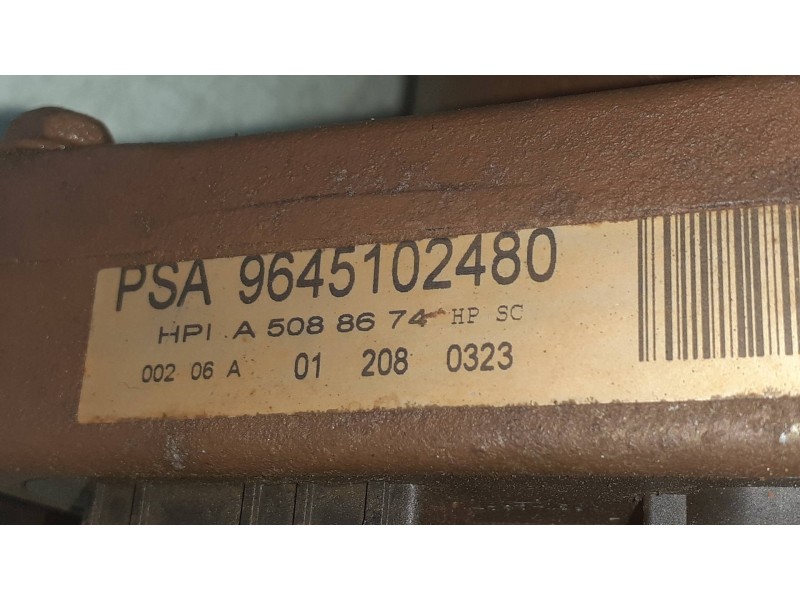 PSA 9645102480
HPI A 508 86 74 HP SC
002 06 A 01 208 0323